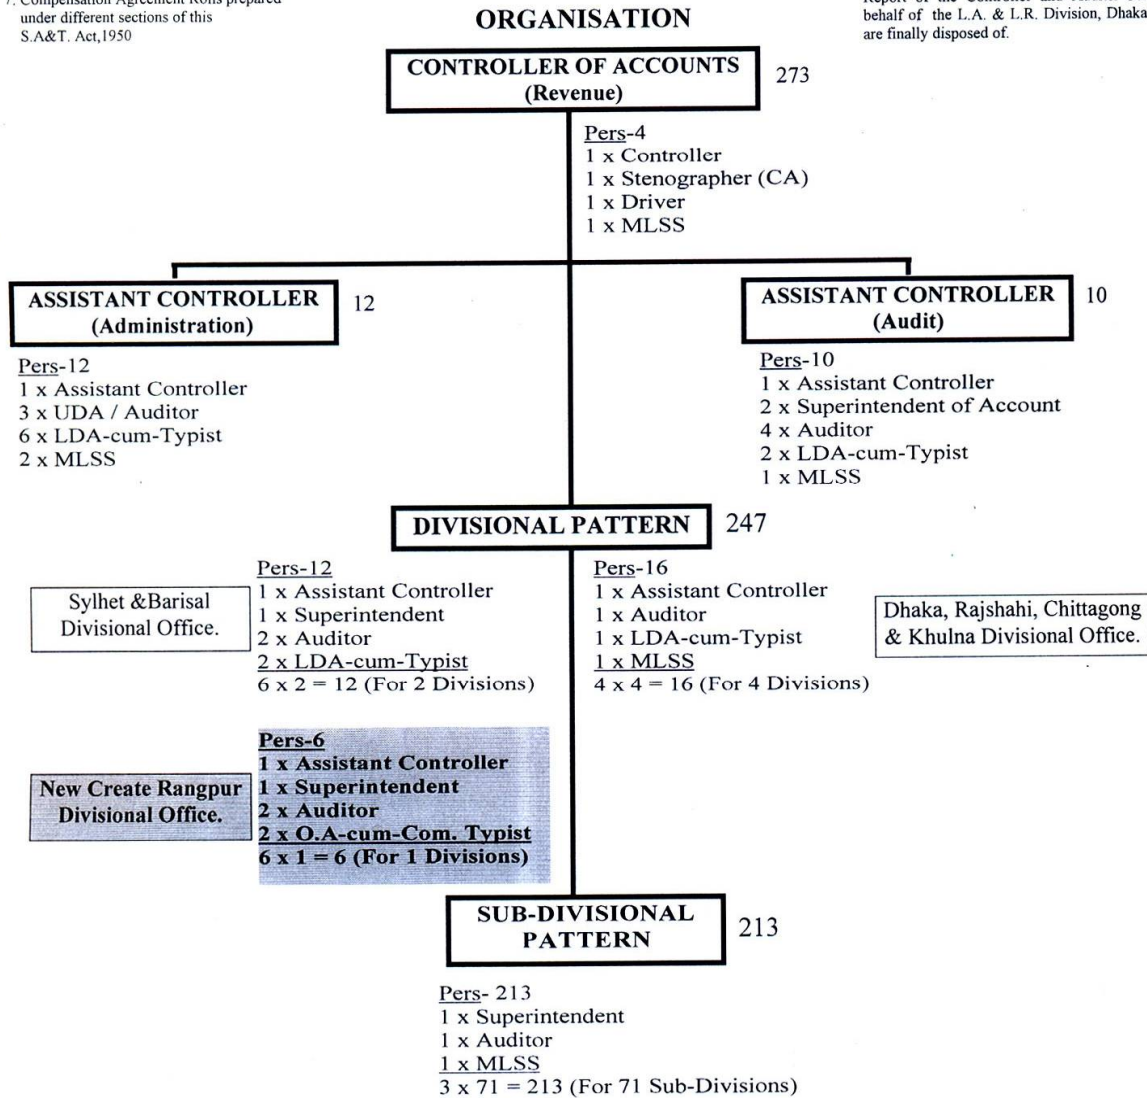 7. Compensation Agreement Rolls prepared
under different sections of this
S.A&T. Act,1950
behalf of the L.A. & L.R. Division, Dhaka
are finally disposed of.
ORGANISATION
CONTROLLER OF ACCOUNTS
(Revenue)
273
Pers-4
1 x Controller
1 x Stenographer (CA)
1 x Driver
1 x MLSS
ASSISTANT CONTROLLER
(Administration)
12
Pers-12
1 x Assistant Controller
3 x UDA / Auditor
6 x LDA-cum-Typist
2 x MLSS
ASSISTANT CONTROLLER
(Audit)
10
Pers-10
1 x Assistant Controller
2 x Superintendent of Account
4 x Auditor
2 x LDA-cum-Typist
1 x MLSS
DIVISIONAL PATTERN
247
Sylhet &Barisal
Divisional Office.
Pers-12
1 x Assistant Controller
1 x Superintendent
2 x Auditor
2 x LDA-cum-Typist
6 x 2 = 12 (For 2 Divisions)
Pers-16
1 x Assistant Controller
1 x Auditor
1 x LDA-cum-Typist
1 x MLSS
4 x 4 = 16 (For 4 Divisions)
Dhaka, Rajshahi, Chittagong
& Khulna Divisional Office.
New Create Rangpur
Divisional Office.
Pers-6
1 x Assistant Controller
1 x Superintendent
2 x Auditor
2 x O.A-cum-Com. Typist
6 x 1 = 6 (For 1 Divisions)
SUB-DIVISIONAL
PATTERN
213
Pers- 213
1 x Superintendent
1 x Auditor
1 x MLSS
3 x 71 = 213 (For 71 Sub-Divisions)